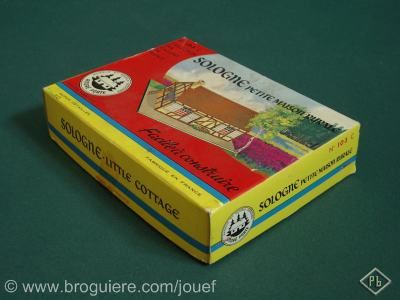 SOLOGNE PETITE MAISON RURALE
Facile à construire
FABRIQUÉ EN FRANCE
SOLOGNE - LITTLE COTTAGE
N° 103 C
SOLOGNE PETITE MAISON RURALE
© www.broguiere.com/jouef
Pb